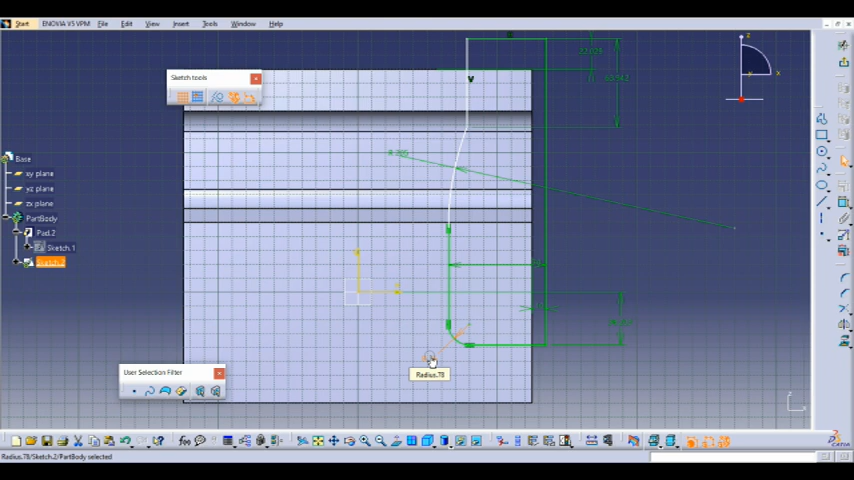 Start ENOVIA V5 VPM File Edit View Insert Tools Window Help
Sketch tools
Base
xy plane
yz plane
zx plane
PartBody
Pad.2
Sketch.1
Sketch.2
V
z
x
y
User Selection Filter
Radius.78
CATIA
Radius.78/Sketch.2/PartBody selected